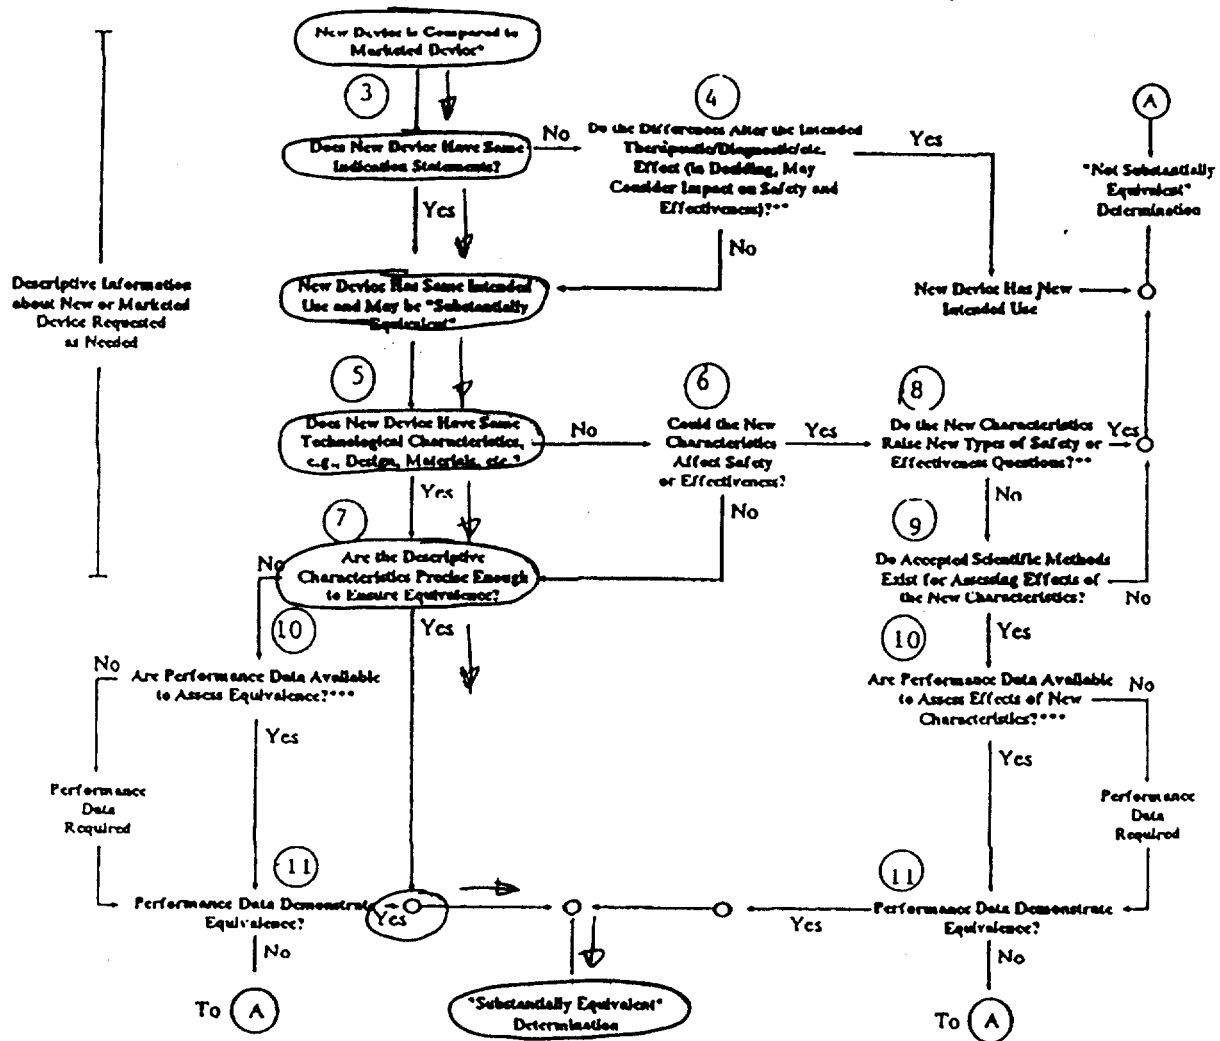 New Device is Compared to
Marketed Device*
3
4
A
Does New Device Have Same
Indication Statements?
No
Do the Differences Alter the Intended
Therapeutic/Diagnostic/etc.
Effect (in Deciding, May
Consider Impact on Safety and
Effectiveness)?**
Yes
"Not Substantially
Equivalent"
Determination
Yes
No
Descriptive Information
about New or Marketed
Device Requested
as Needed
New Device Has Same Intended
Use and May be "Substantially
Equivalent"
New Device Has New
Intended Use
5
6
8
Does New Device Have Same
Technological Characteristics,
e.g., Design, Materials, etc.?
No
Could the New
Characteristics
Affect Safety
or Effectiveness?
Yes
Do the New Characteristics
Raise New Types of Safety or
Effectiveness Questions?**
Yes
Yes
No
No
7
9
No
Are the Descriptive
Characteristics Precise Enough
to Ensure Equivalence?
Do Accepted Scientific Methods
Exist for Assessing Effects of
the New Characteristics?
No
10
Yes
Yes
10
No
Are Performance Data Available
to Assess Equivalence?***
Are Performance Data Available
to Assess Effects of New
Characteristics?***
No
Yes
Yes
Performance
Data
Required
Performance
Data
Required
11
11
Performance Data Demonstrate
Equivalence?
Yes
Yes
Performance Data Demonstrate
Equivalence?
No
No
To A
"Substantially Equivalent"
Determination
To A